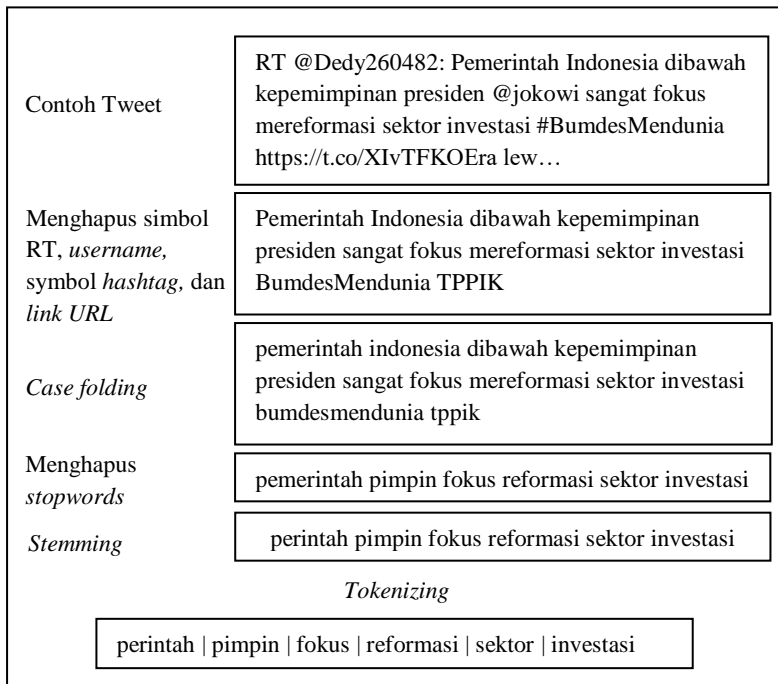 Contoh Tweet
RT @Dedy260482: Pemerintah Indonesia dibawah
kepemimpinan presiden @jokowi sangat fokus
mereformasi sektor investasi #BumdesMendunia
https://t.co/XIvTFKOEra lew…
Menghapus simbol
RT, username,
symbol hashtag, dan
link URL
Pemerintah Indonesia dibawah kepemimpinan
presiden sangat fokus mereformasi sektor investasi
BumdesMendunia TPPIK
Case folding
pemerintah indonesia dibawah kepemimpinan
presiden sangat fokus mereformasi sektor investasi
bumdesmendunia tppik
Menghapus
stopwords
pemerintah pimpin fokus reformasi sektor investasi
Stemming
perintah pimpin fokus reformasi sektor investasi
Tokenizing
perintah | pimpin | fokus | reformasi | sektor | investasi